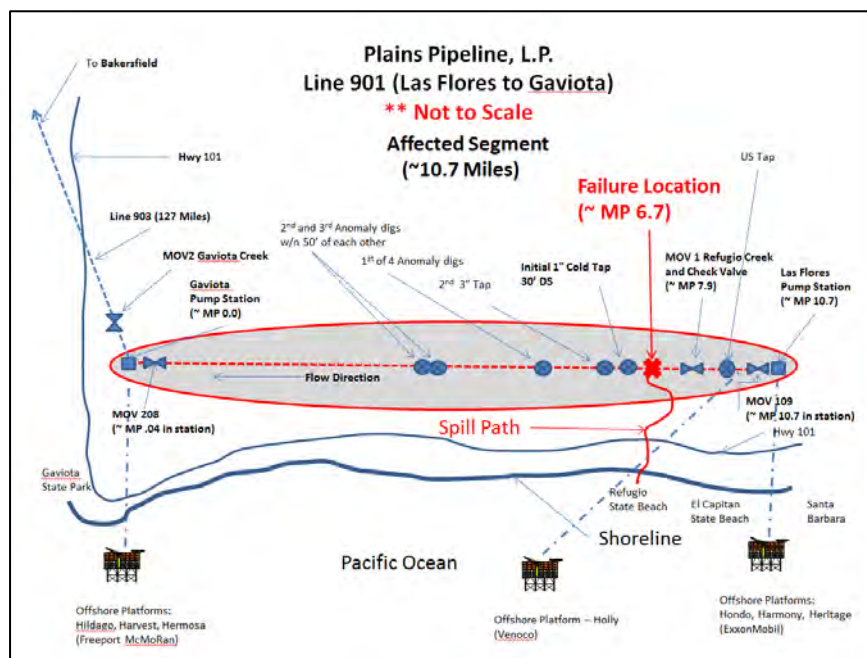 Plains Pipeline, L.P.
Line 901 (Las Flores to Gaviota)
** Not to Scale
Affected Segment
(~10.7 Miles)
To Bakersfield
Hwy 101
US Tap
Failure Location
(~ MP 6.7)
Line 903 (127 Miles)
2nd and 3rd Anomaly digs
w/n 50' of each other
1st of 4 Anomaly digs
2nd 3" Tap
Initial 1" Cold Tap
30' DS
MOV 1 Refugio Creek
and Check Valve
(~ MP 7.9)
Las Flores
Pump Station
(~ MP 10.7)
MOV2 Gaviota Creek
Gaviota
Pump Station
(~ MP 0.0)
Flow Direction
MOV 208
(~ MP .04 in station)
MOV 109
(~ MP 10.7 in station)
Spill Path
Hwy 101
Gaviota
State Park
Refugio
State Beach
El Capitan
State Beach
Santa
Barbara
Shoreline
Pacific Ocean
Offshore Platforms:
Hildago, Harvest, Hermosa
(Freeport McMoRan)
Offshore Platform – Holly
(Venoco)
Offshore Platforms:
Hondo, Harmony, Heritage
(ExxonMobil)